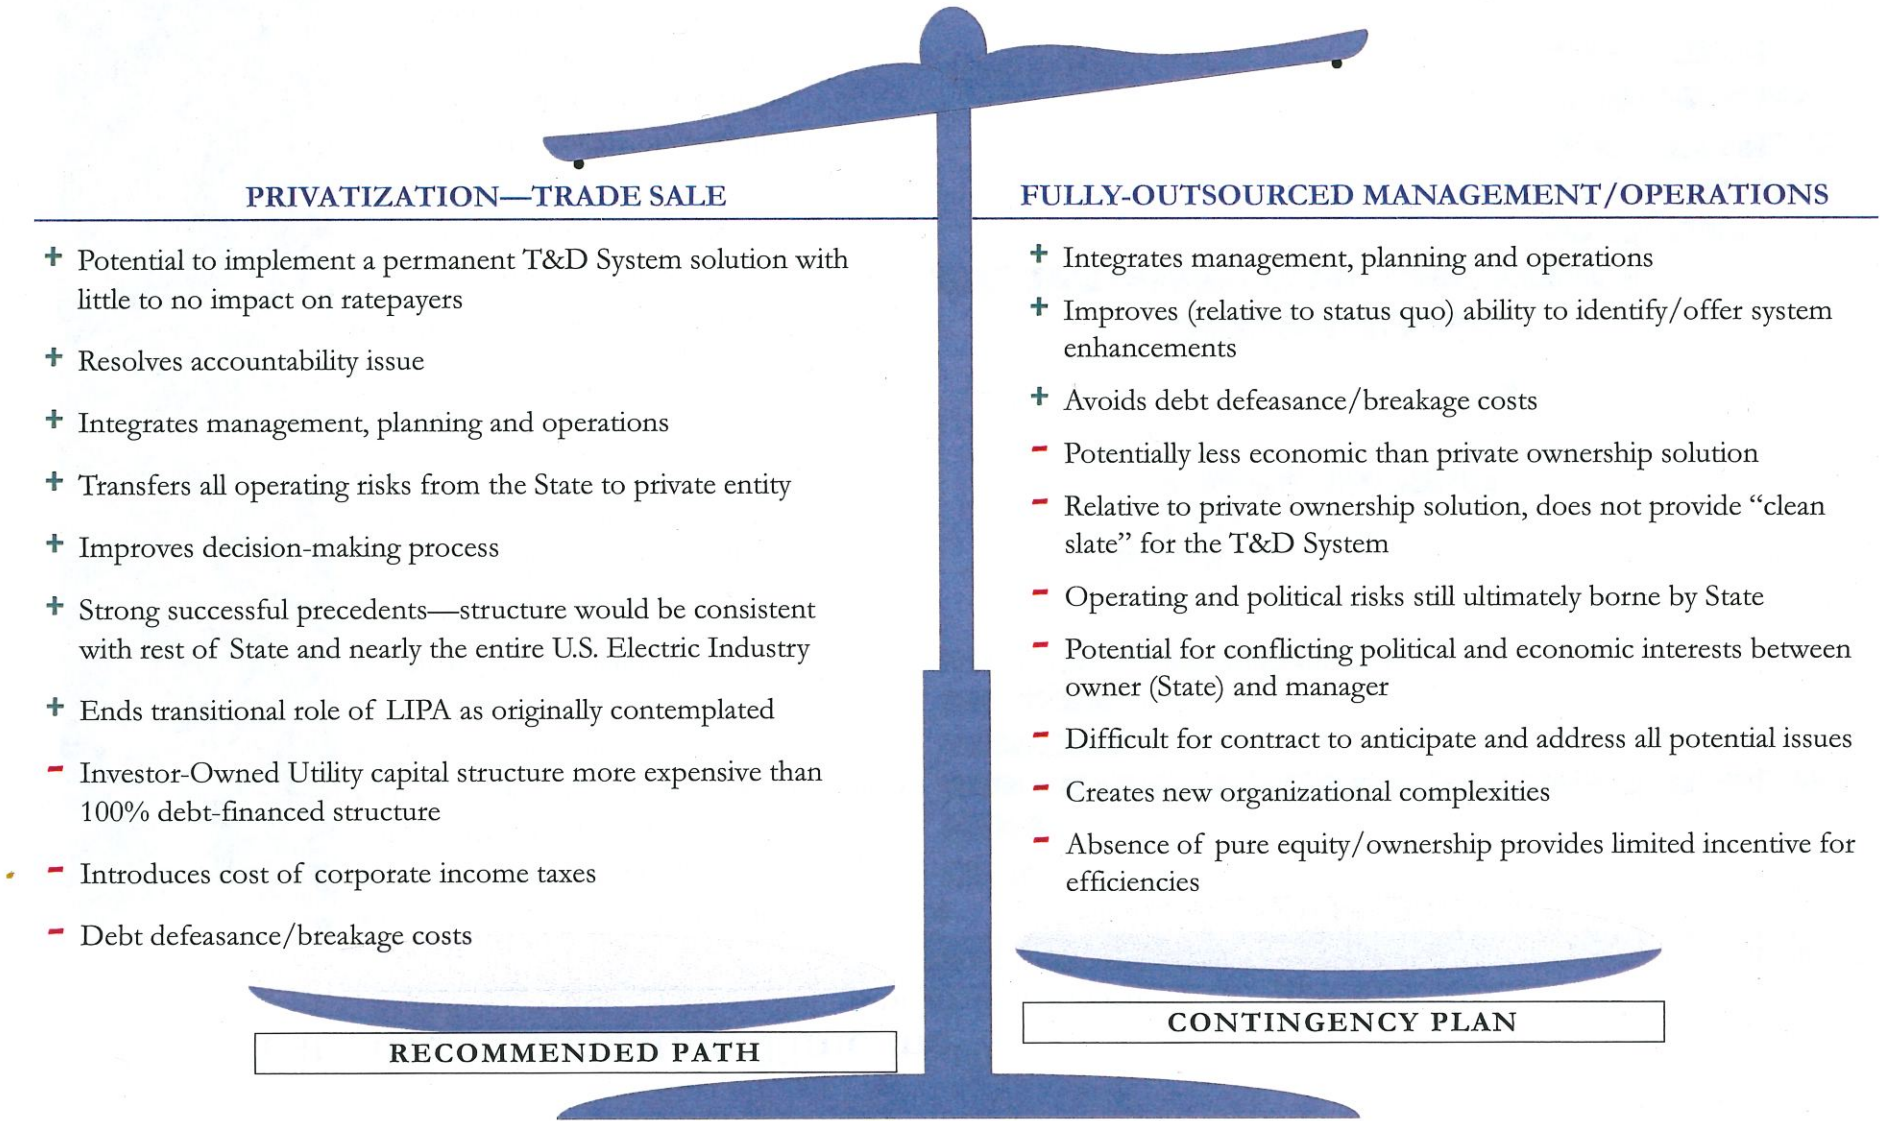 PRIVATIZATION—TRADE SALE
+ Potential to implement a permanent T&D System solution with
little to no impact on ratepayers
+ Resolves accountability issue
+ Integrates management, planning and operations
+ Transfers all operating risks from the State to private entity
+ Improves decision-making process
+ Strong successful precedents—structure would be consistent
with rest of State and nearly the entire U.S. Electric Industry
+ Ends transitional role of LIPA as originally contemplated
- Investor-Owned Utility capital structure more expensive than
100% debt-financed structure
- Introduces cost of corporate income taxes
- Debt defeasance/breakage costs
RECOMMENDED PATH
FULLY-OUTSOURCED MANAGEMENT/OPERATIONS
+ Integrates management, planning and operations
+ Improves (relative to status quo) ability to identify/offer system
enhancements
+ Avoids debt defeasance/breakage costs
- Potentially less economic than private ownership solution
- Relative to private ownership solution, does not provide “clean
slate” for the T&D System
- Operating and political risks still ultimately borne by State
- Potential for conflicting political and economic interests between
owner (State) and manager
- Difficult for contract to anticipate and address all potential issues
- Creates new organizational complexities
- Absence of pure equity/ownership provides limited incentive for
efficiencies
CONTINGENCY PLAN